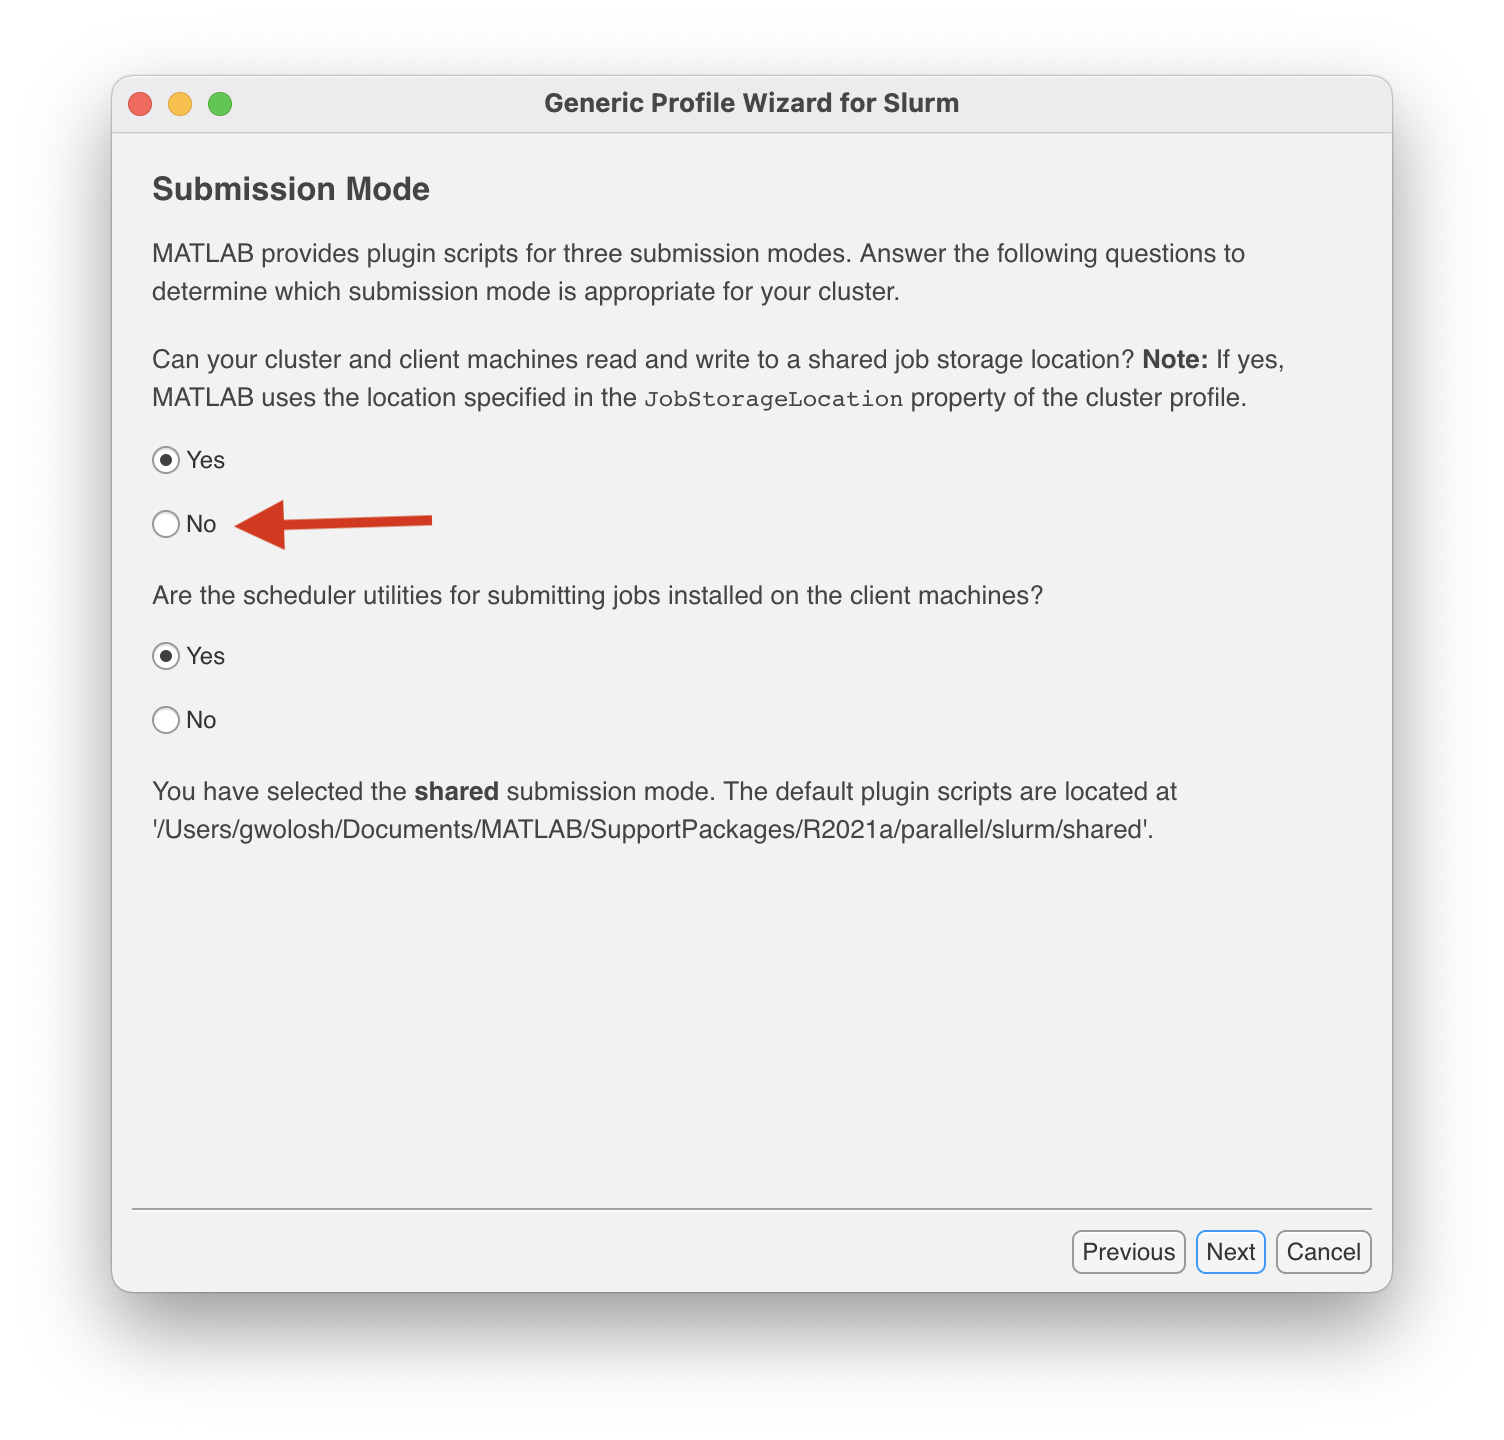 Generic Profile Wizard for Slurm
Submission Mode
MATLAB provides plugin scripts for three submission modes. Answer the following questions to
determine which submission mode is appropriate for your cluster.
Can your cluster and client machines read and write to a shared job storage location? Note: If yes,
MATLAB uses the location specified in the JobStorageLocation property of the cluster profile.
Yes
No
Are the scheduler utilities for submitting jobs installed on the client machines?
Yes
No
You have selected the shared submission mode. The default plugin scripts are located at
'/Users/gwolosh/Documents/MATLAB/SupportPackages/R2021a/parallel/slurm/shared'.
Previous Next Cancel